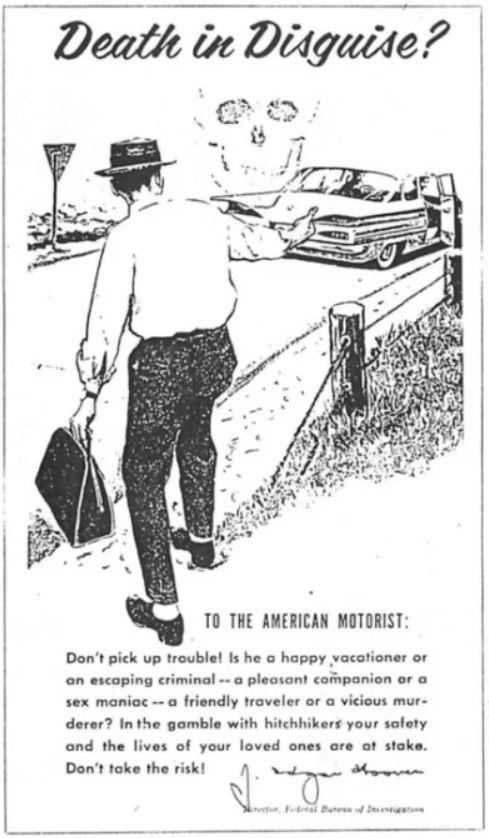 Death in Disguise?
TO THE AMERICAN MOTORIST:
Don't pick up trouble! Is he a happy vacationer or
an escaping criminal -- a pleasant companion or a
sex maniac -- a friendly traveler or a vicious mur-
derer? In the gamble with hitchhikers your safety
and the lives of your loved ones are at stake.
Don't take the risk!
J. Edgar Hoover
Director, Federal Bureau of Investigation